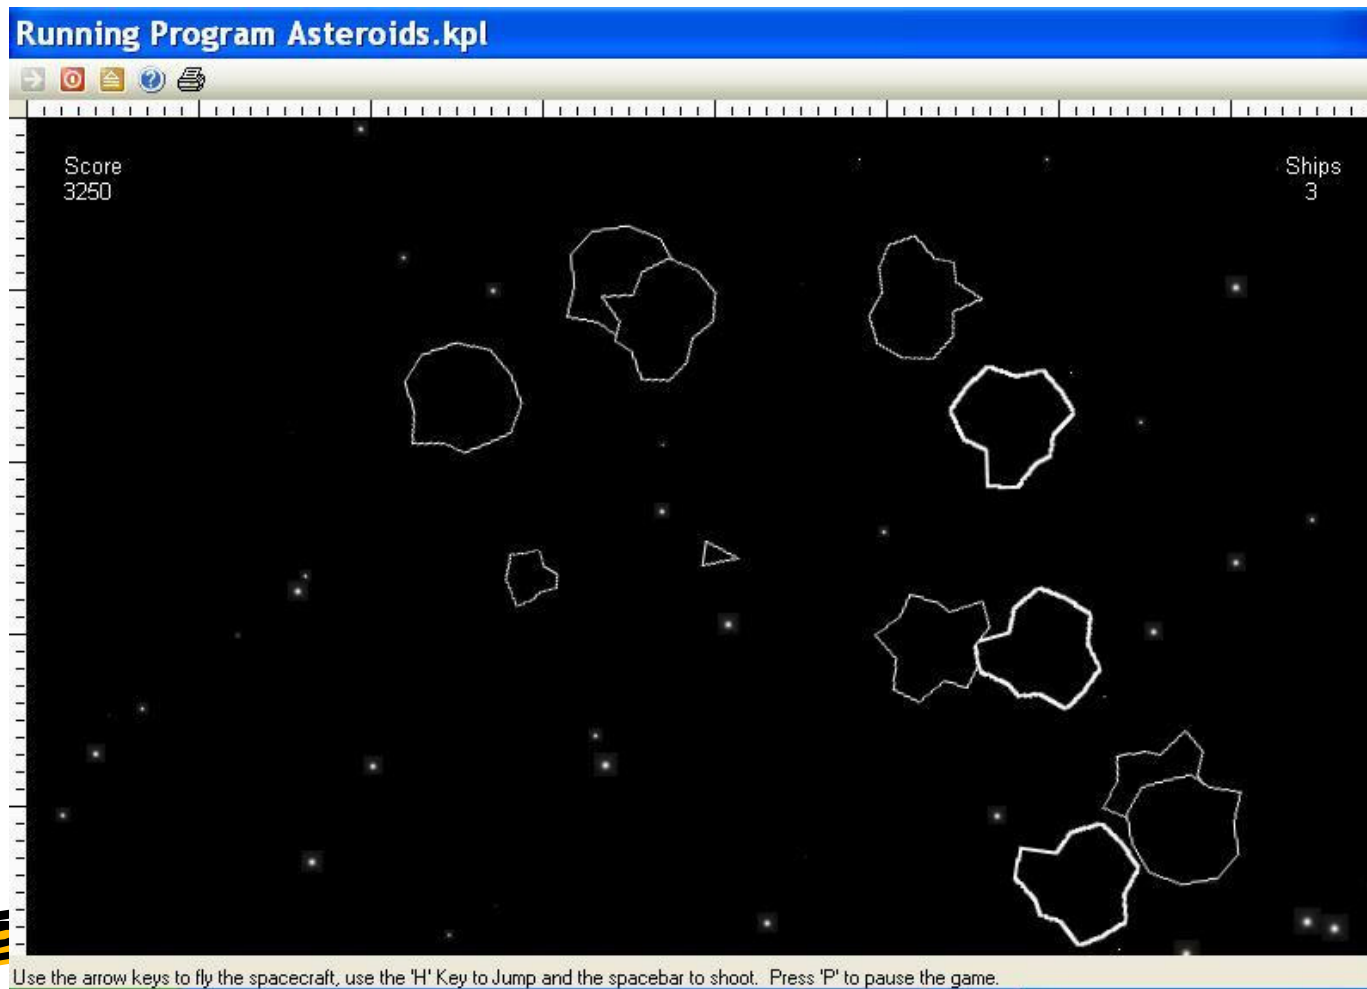 Running Program Asteroids.kpl
Score
3250
Ships
3
Use the arrow keys to fly the spacecraft, use the 'H' Key to Jump and the spacebar to shoot.  Press 'P' to pause the game.